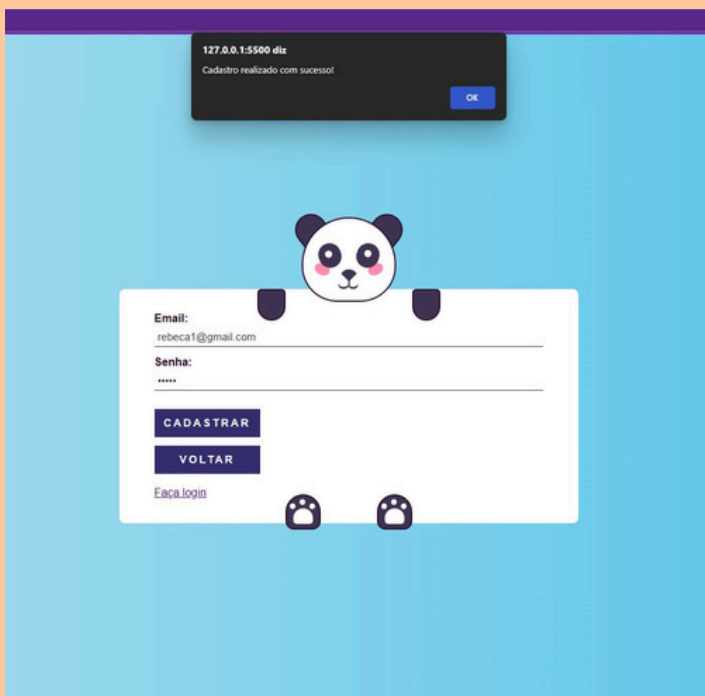 127.0.0.1:5500 diz
Cadastro realizado com sucesso!
OK
Email:
rebeca1@gmail.com
Senha:
•••••
CADASTRAR
VOLTAR
Faça login